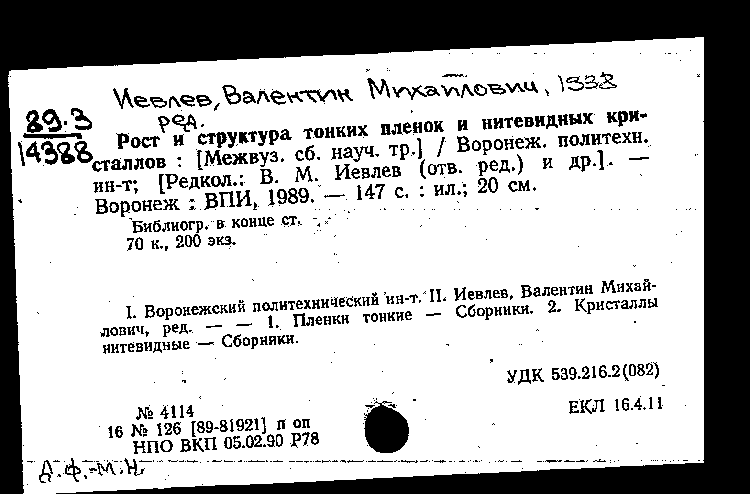 Иевлев, Валентин Михайлович, 1938
ред.
89-3
14388
Рост и структура тонких пленок и нитевидных кри-
сталлов : [Межвуз. сб. науч. тр.] / Воронеж. политехн.
ин-т; [Редкол.: В. М. Иевлев (отв. ред.) и др.]. —
Воронеж : ВПИ, 1989. — 147 с. : ил.; 20 см.
Библиогр. в конце ст.
70 к., 200 экз.
I. Воронежский политехнический ин-т. II. Иевлев, Валентин Михай-
лович, ред. — — 1. Пленки тонкие — Сборники. 2. Кристаллы
нитевидные — Сборники.
УДК 539.216.2(082)
№ 4114
16 № 126 [89-81921] п оп
НПО ВКП 05.02.90 Р78
ЕКЛ 16.4.11
Д.ф.-м.н.